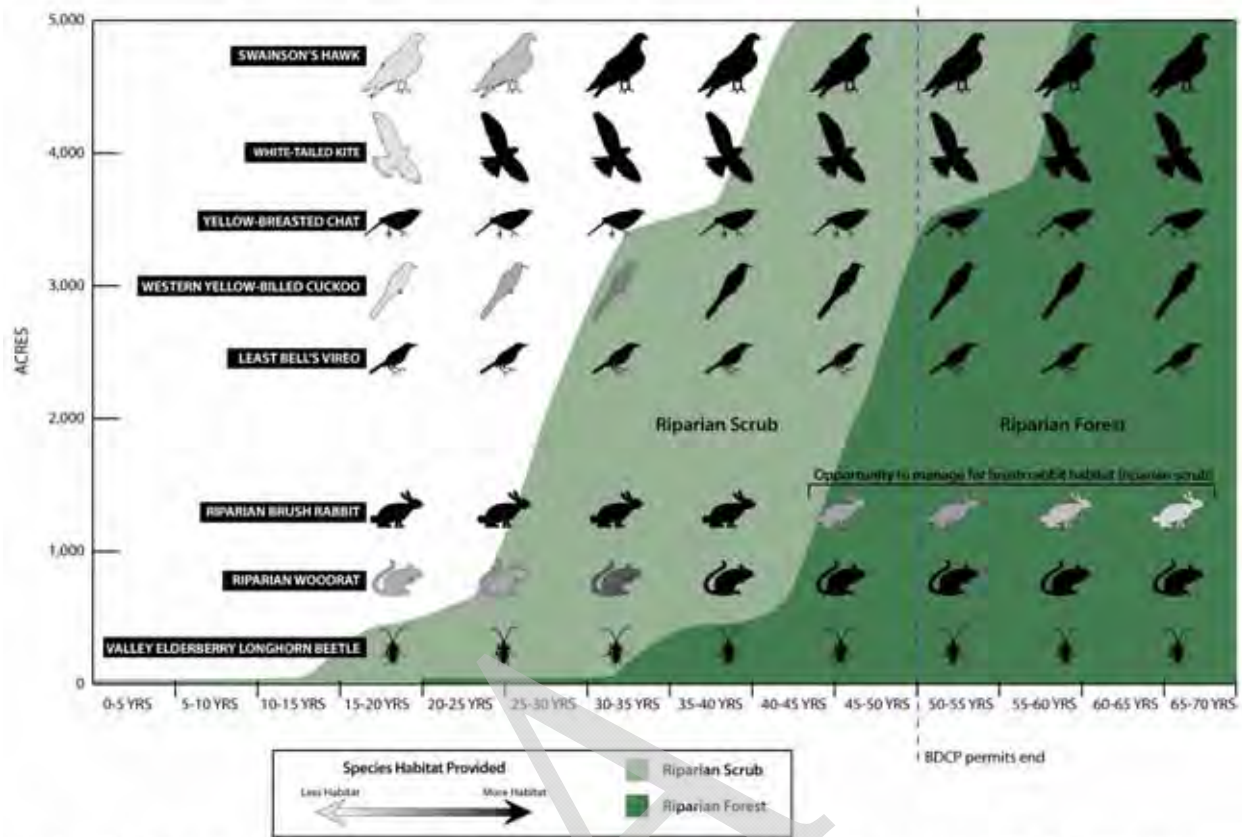 5,000
SWAINSON'S HAWK
4,000
WHITE-TAILED KITE
YELLOW-BREASTED CHAT
3,000
WESTERN YELLOW-BILLED CUCKOO
ACRES
LEAST BELL'S VIREO
2,000
Riparian Scrub
Riparian Forest
Opportunity to manage for brush rabbit habitat (riparian scrub)
RIPARIAN BRUSH RABBIT
1,000
RIPARIAN WOODRAT
VALLEY ELDERBERRY LONGHORN BEETLE
0
0-5 YRS 5-10 YRS 10-15 YRS 15-20 YRS 20-25 YRS 25-30 YRS 30-35 YRS 35-40 YRS 40-45 YRS 45-50 YRS 50-55 YRS 55-60 YRS 60-65 YRS 65-70 YRS
BDCP permits end
Species Habitat Provided
Less Habitat
More Habitat
Riparian Scrub
Riparian Forest